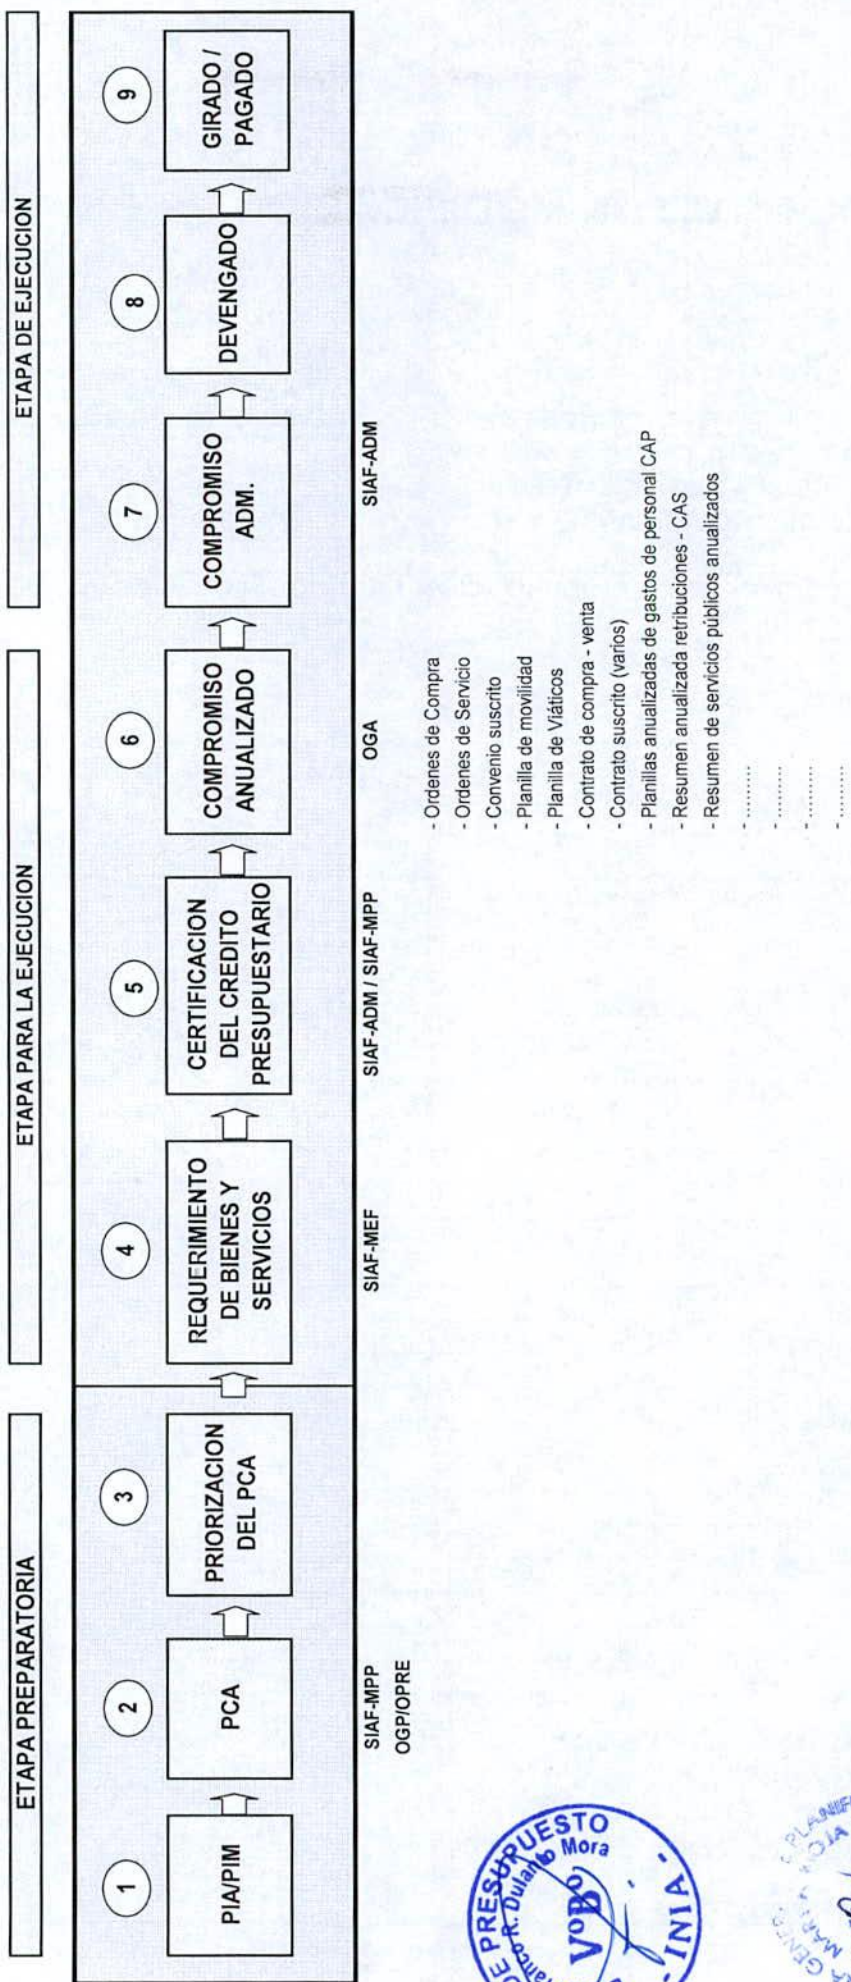 ETAPA PREPARATORIA
ETAPA PARA LA EJECUCION
ETAPA DE EJECUCION
1
PIA/PIM
2
PCA
3
PRIORIZACION
DEL PCA
4
REQUERIMIENTO
DE BIENES Y
SERVICIOS
5
CERTIFICACION
DEL CREDITO
PRESUPUESTARIO
6
COMPROMISO
ANUALIZADO
7
COMPROMISO
ADM.
8
DEVENGADO
9
GIRADO /
PAGADO
SIAF-MPP
OGP/OPRE
SIAF-MEF
SIAF-ADM / SIAF-MPP
OGA
SIAF-ADM
- Ordenes de Compra
- Ordenes de Servicio
- Convenio suscrito
- Planilla de movilidad
- Planilla de Viáticos
- Contrato de compra - venta
- Contrato suscrito (varios)
- Planillas anualizadas de gastos de personal CAP
- Resumen analizada retribuciones - CAS
- Resumen de servicios públicos anualizados
- .........
- .........
- .........
- .........
DE PRESUPUESTO
R. Dulanto Mora
VºBº
- INIA -